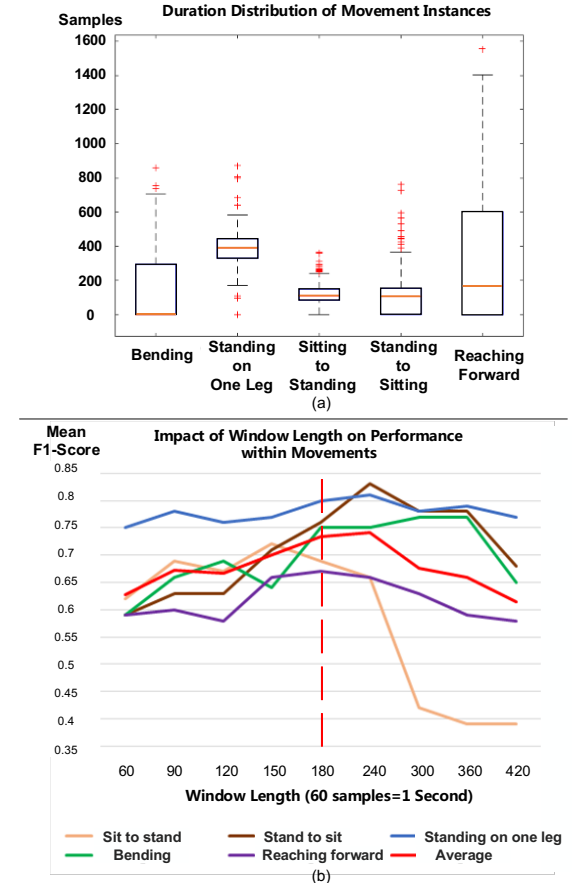 Duration Distribution of Movement Instances
Samples
1600
1400
1200
1000
800
600
400
200
0
Bending
Standing
on
One Leg
Sitting
to
Standing
Standing
to
Sitting
Reaching
Forward
(a)
Mean
F1-Score
Impact of Window Length on Performance
within Movements
0.85
0.8
0.75
0.7
0.65
0.6
0.55
0.5
0.45
0.4
0.35
60 90 120 150 180 240 300 360 420
Window Length (60 samples=1 Second)
Sit to stand Stand to sit Standing on one leg
Bending Reaching forward Average
(b)